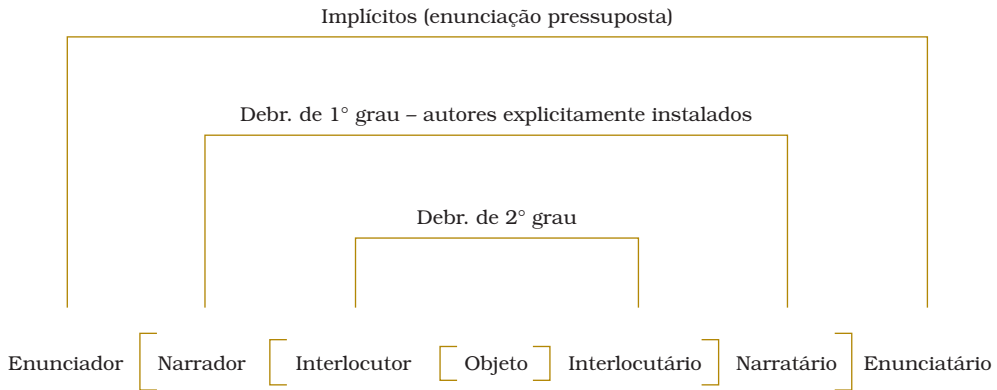 Implícitos (enunciação pressuposta)
Debr. de 1° grau – autores explicitamente instalados
Debr. de 2° grau
Enunciador Narrador Interlocutor Objeto Interlocutário Narratário Enunciatário